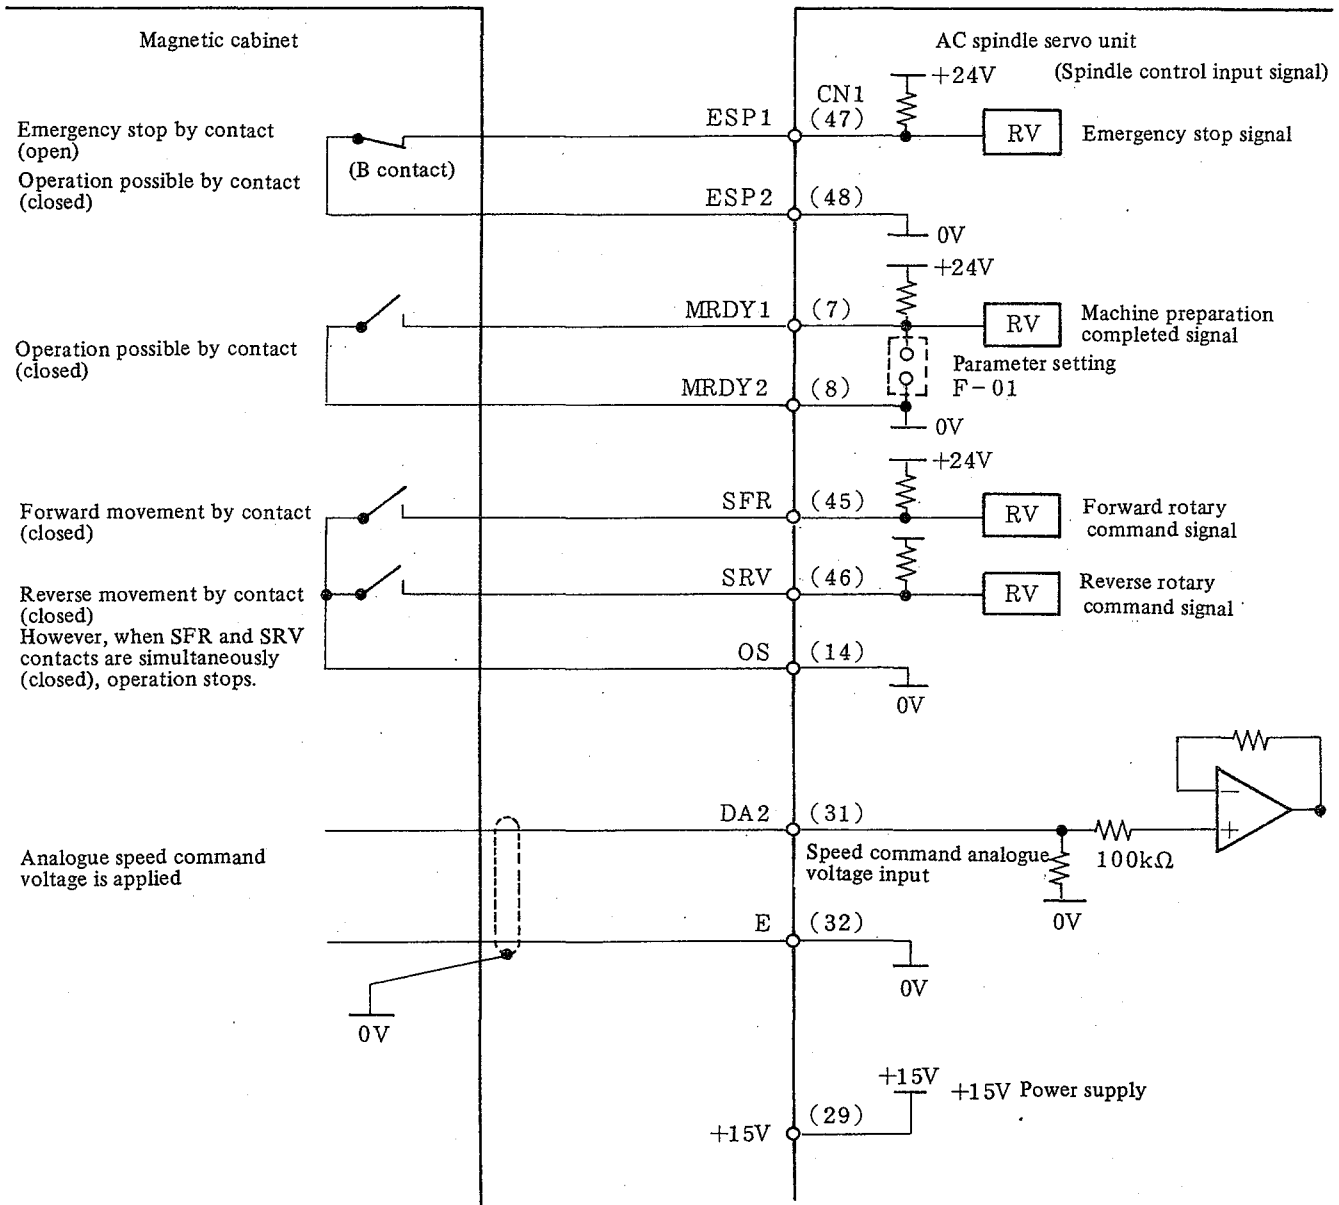 Magnetic cabinet
AC spindle servo unit
(Spindle control input signal)
+24V
CN1
Emergency stop by contact
(open)
(B contact)
ESP1
(47)
RV
Emergency stop signal
Operation possible by contact
(closed)
ESP2
(48)
0V
+24V
MRDY1
(7)
RV
Machine preparation
completed signal
Operation possible by contact
(closed)
Parameter setting
F-01
MRDY2
(8)
0V
+24V
Forward movement by contact
(closed)
SFR
(45)
RV
Forward rotary
command signal
Reverse movement by contact
(closed)
However, when SFR and SRV
contacts are simultaneously
(closed), operation stops.
SRV
(46)
RV
Reverse rotary
command signal
OS
(14)
0V
DA2
(31)
Analogue speed command
voltage is applied
Speed command analogue
voltage input
100kΩ
−
+
0V
E
(32)
0V
0V
+15V
+15V Power supply
+15V
(29)